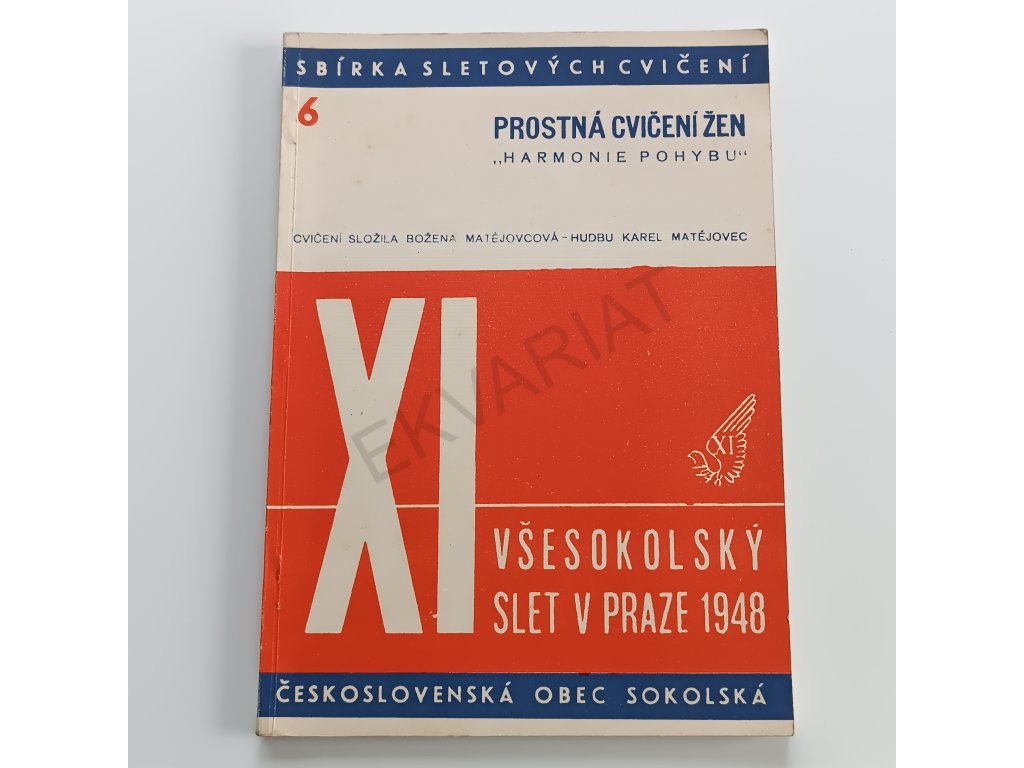 SBÍRKA SLETOVÝCH CVIČENÍ
6
PROSTNÁ CVIČENÍ ŽEN
„HARMONIE POHYBU“
CVIČENÍ SLOŽILA BOŽENA MATĚJOVCOVÁ - HUDBU KAREL MATĚJOVEC
EKVARIAT
XI
XI
VŠESOKOLSKÝ
SLET V PRAZE 1948
ČESKOSLOVENSKÁ OBEC SOKOLSKÁ